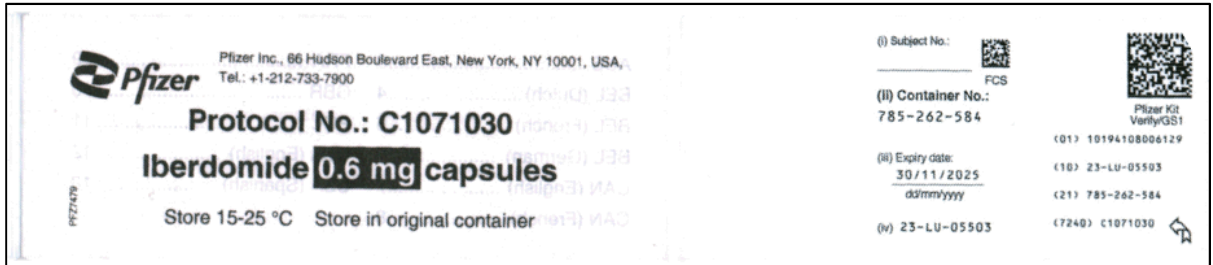 Pfizer
Pfizer Inc., 66 Hudson Boulevard East, New York, NY 10001, USA,
Tel.: +1-212-733-7900
Protocol No.: C1071030
Iberdomide 0.6 mg capsules
Store 15-25 °C Store in original container
PFZ7479
(i) Subject No.:
FCS
(ii) Container No.:
785-262-584
(iii) Expiry date:
30/11/2025
dd/mm/yyyy
(iv) 23-LU-05503
Pfizer Kit
Verify/GS1
(01) 10194108006129
(10) 23-LU-05503
(21) 785-262-584
(7240) C1071030